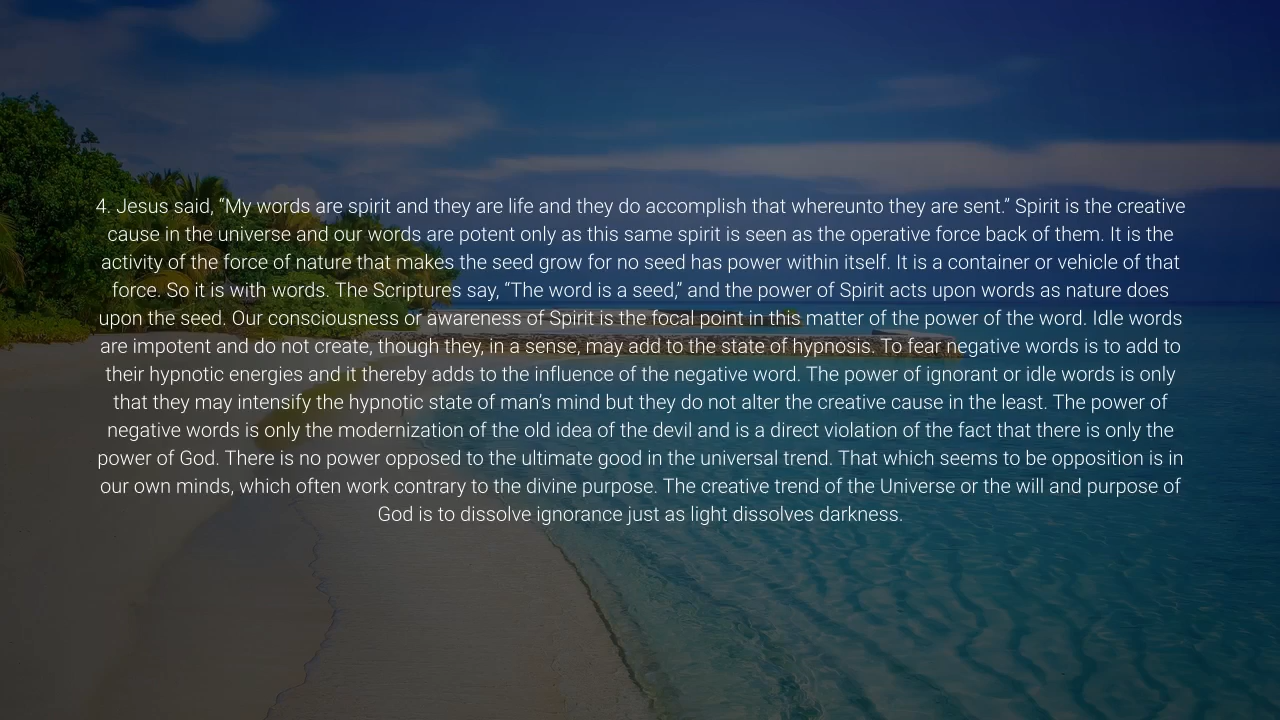 4. Jesus said, “My words are spirit and they are life and they do accomplish that whereunto they are sent.” Spirit is the creative
cause in the universe and our words are potent only as this same spirit is seen as the operative force back of them. It is the
activity of the force of nature that makes the seed grow for no seed has power within itself. It is a container or vehicle of that
force. So it is with words. The Scriptures say, “The word is a seed,” and the power of Spirit acts upon words as nature does
upon the seed. Our consciousness or awareness of Spirit is the focal point in this matter of the power of the word. Idle words
are impotent and do not create, though they, in a sense, may add to the state of hypnosis. To fear negative words is to add to
their hypnotic energies and it thereby adds to the influence of the negative word. The power of ignorant or idle words is only
that they may intensify the hypnotic state of man’s mind but they do not alter the creative cause in the least. The power of
negative words is only the modernization of the old idea of the devil and is a direct violation of the fact that there is only the
power of God. There is no power opposed to the ultimate good in the universal trend. That which seems to be opposition is in
our own minds, which often work contrary to the divine purpose. The creative trend of the Universe or the will and purpose of
God is to dissolve ignorance just as light dissolves darkness.